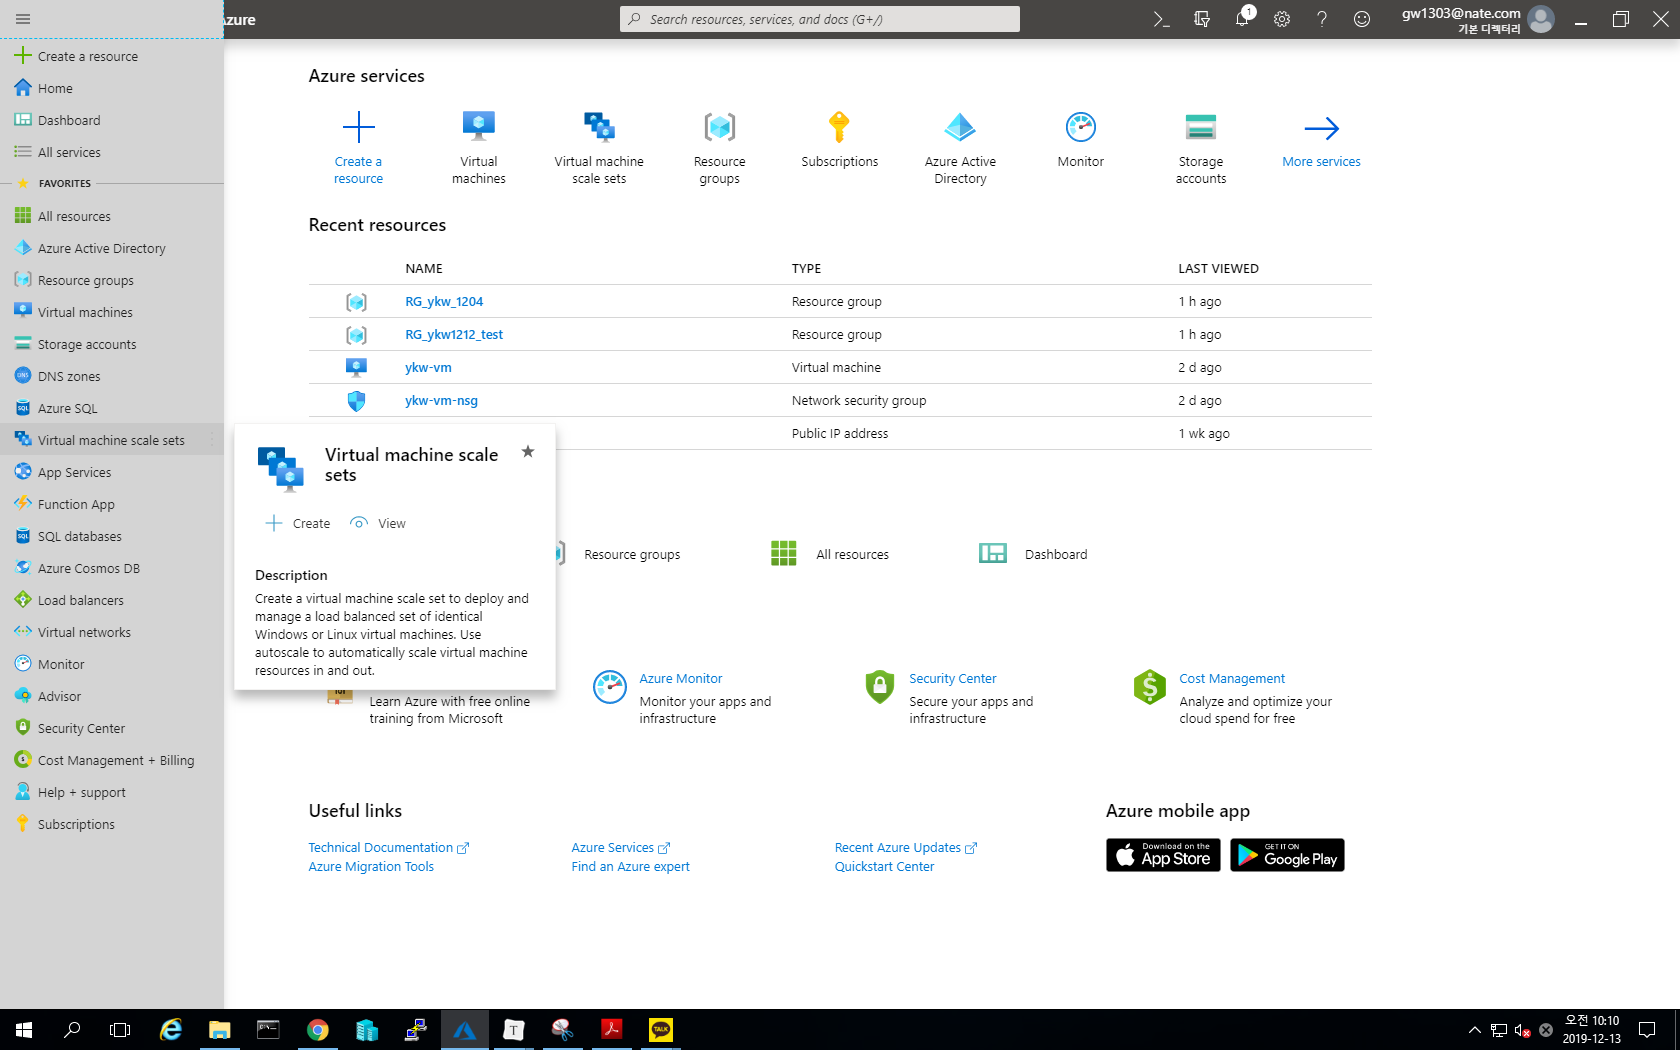 Azure
Search resources, services, and docs (G+/)
1
gw1303@nate.com
기본 디렉터리
Create a resource
Home
Dashboard
All services
FAVORITES
All resources
Azure Active Directory
Resource groups
Virtual machines
Storage accounts
DNS zones
Azure SQL
Virtual machine scale sets
App Services
Function App
SQL databases
Azure Cosmos DB
Load balancers
Virtual networks
Monitor
Advisor
Security Center
Cost Management + Billing
Help + support
Subscriptions
Azure services
Create a
resource
Virtual
machines
Virtual machine
scale sets
Resource
groups
Subscriptions
Azure Active
Directory
Monitor
Storage
accounts
More services
Recent resources
NAME TYPE LAST VIEWED
RG_ykw_1204 Resource group 1 h ago
RG_ykw1212_test Resource group 1 h ago
ykw-vm Virtual machine 2 d ago
ykw-vm-nsg Network security group 2 d ago
Public IP address 1 wk ago
Virtual machine scale
sets
Create View
Description
Create a virtual machine scale set to deploy and
manage a load balanced set of identical
Windows or Linux virtual machines. Use
autoscale to automatically scale virtual machine
resources in and out.
Resource groups
All resources
Dashboard
Learn Azure with free online
training from Microsoft
Azure Monitor
Monitor your apps and
infrastructure
Security Center
Secure your apps and
infrastructure
Cost Management
Analyze and optimize your
cloud spend for free
Useful links
Technical Documentation
Azure Migration Tools
Azure Services
Find an Azure expert
Recent Azure Updates
Quickstart Center
Azure mobile app
Download on the
App Store
GET IT ON
Google Play
T
TALK
오전 10:10
2019-12-13